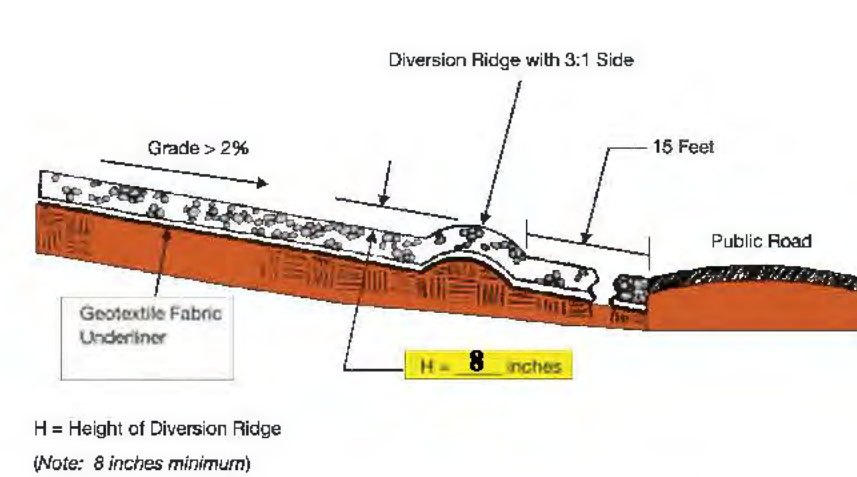 Diversion Ridge with 3:1 Side
Grade > 2%
15 Feet
Public Road
Geotextile Fabric
Underliner
H = 8 inches
H = Height of Diversion Ridge
(Note: 8 inches minimum)